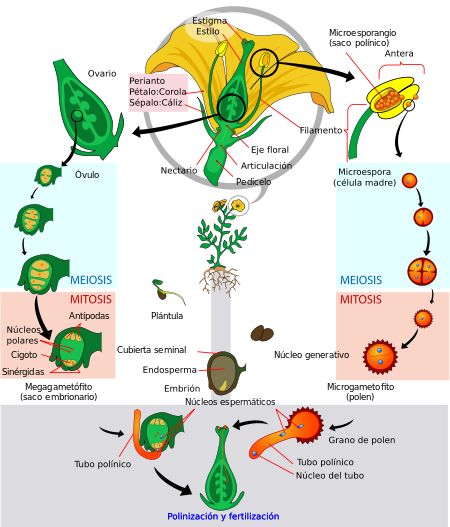 Estigma
Estilo
Microesporangio
(saco polínico)
Antera
Ovario
Perianto
Pétalo:Corola
Sépalo:Cáliz
Filamento
Eje floral
Articulación
Nectario
Pedicelo
Óvulo
Microespora
(célula madre)
MEIOSIS
MEIOSIS
MITOSIS
MITOSIS
Antípodas
Núcleos
polares
Cigoto
Sinérgidas
Megagametófito
(saco embrionario)
Plántula
Cubierta seminal
Endosperma
Embrión
Núcleo generativo
Microgametofito
(polen)
Núcleos espermáticos
Grano de polen
Tubo polínico
Tubo polínico
Núcleo del tubo
Polinización y fertilización